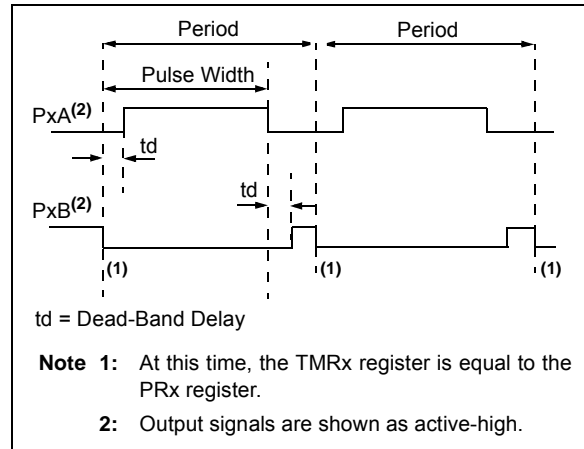 Period Period
Pulse Width
PxA(2)
td
td
PxB(2)
(1) (1) (1)
td = Dead-Band Delay
Note 1: At this time, the TMRx register is equal to the
PRx register.
2: Output signals are shown as active-high.